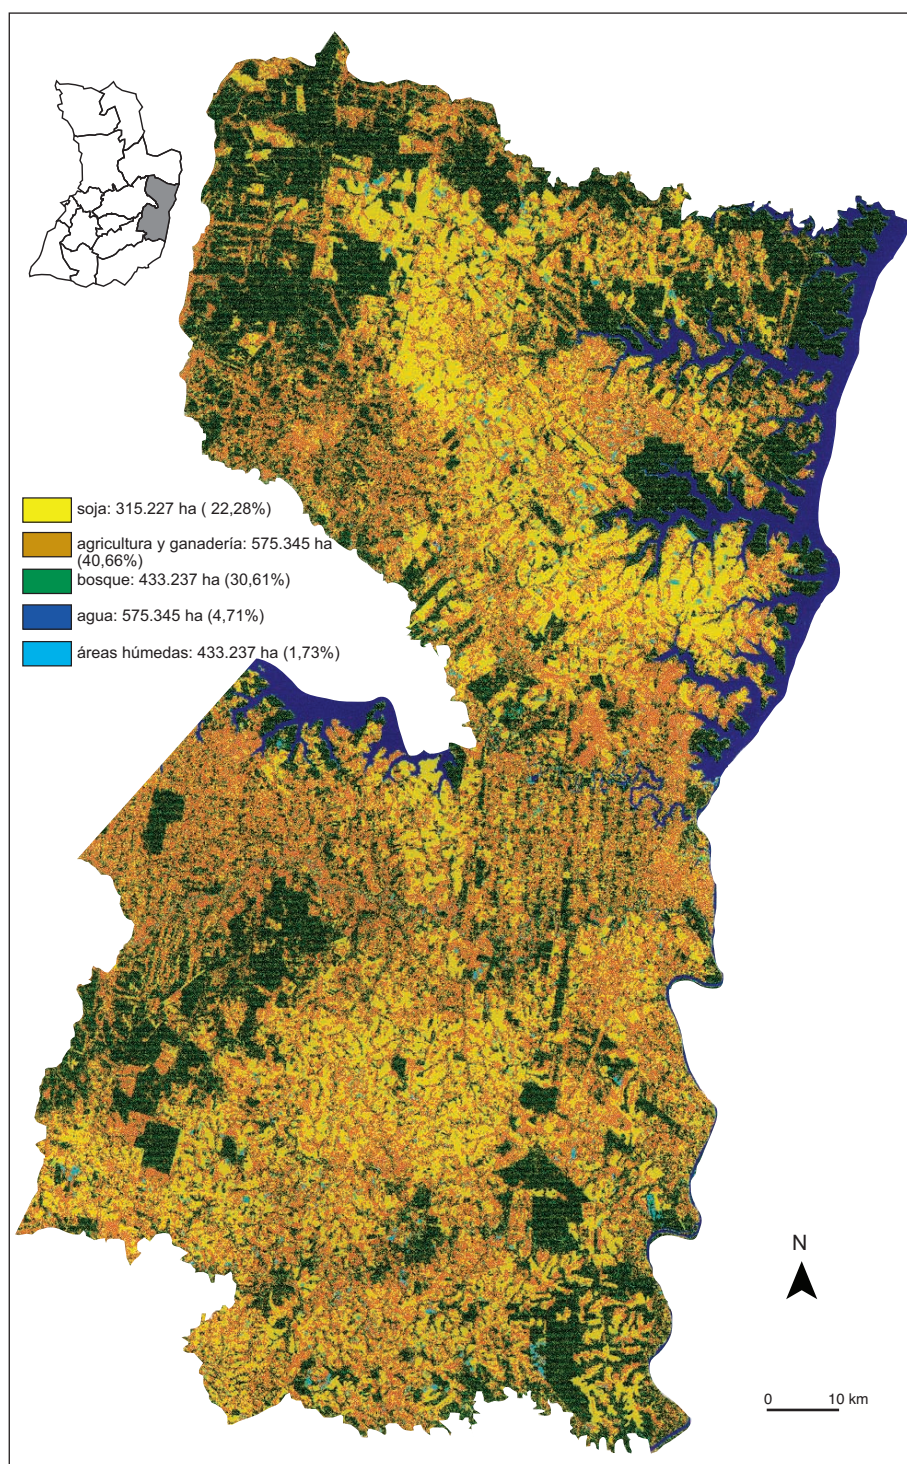 soja: 315.227 ha ( 22,28%)
agricultura y ganadería: 575.345 ha
(40,66%)
bosque: 433.237 ha (30,61%)
agua: 575.345 ha (4,71%)
áreas húmedas: 433.237 ha (1,73%)
N
0 10 km